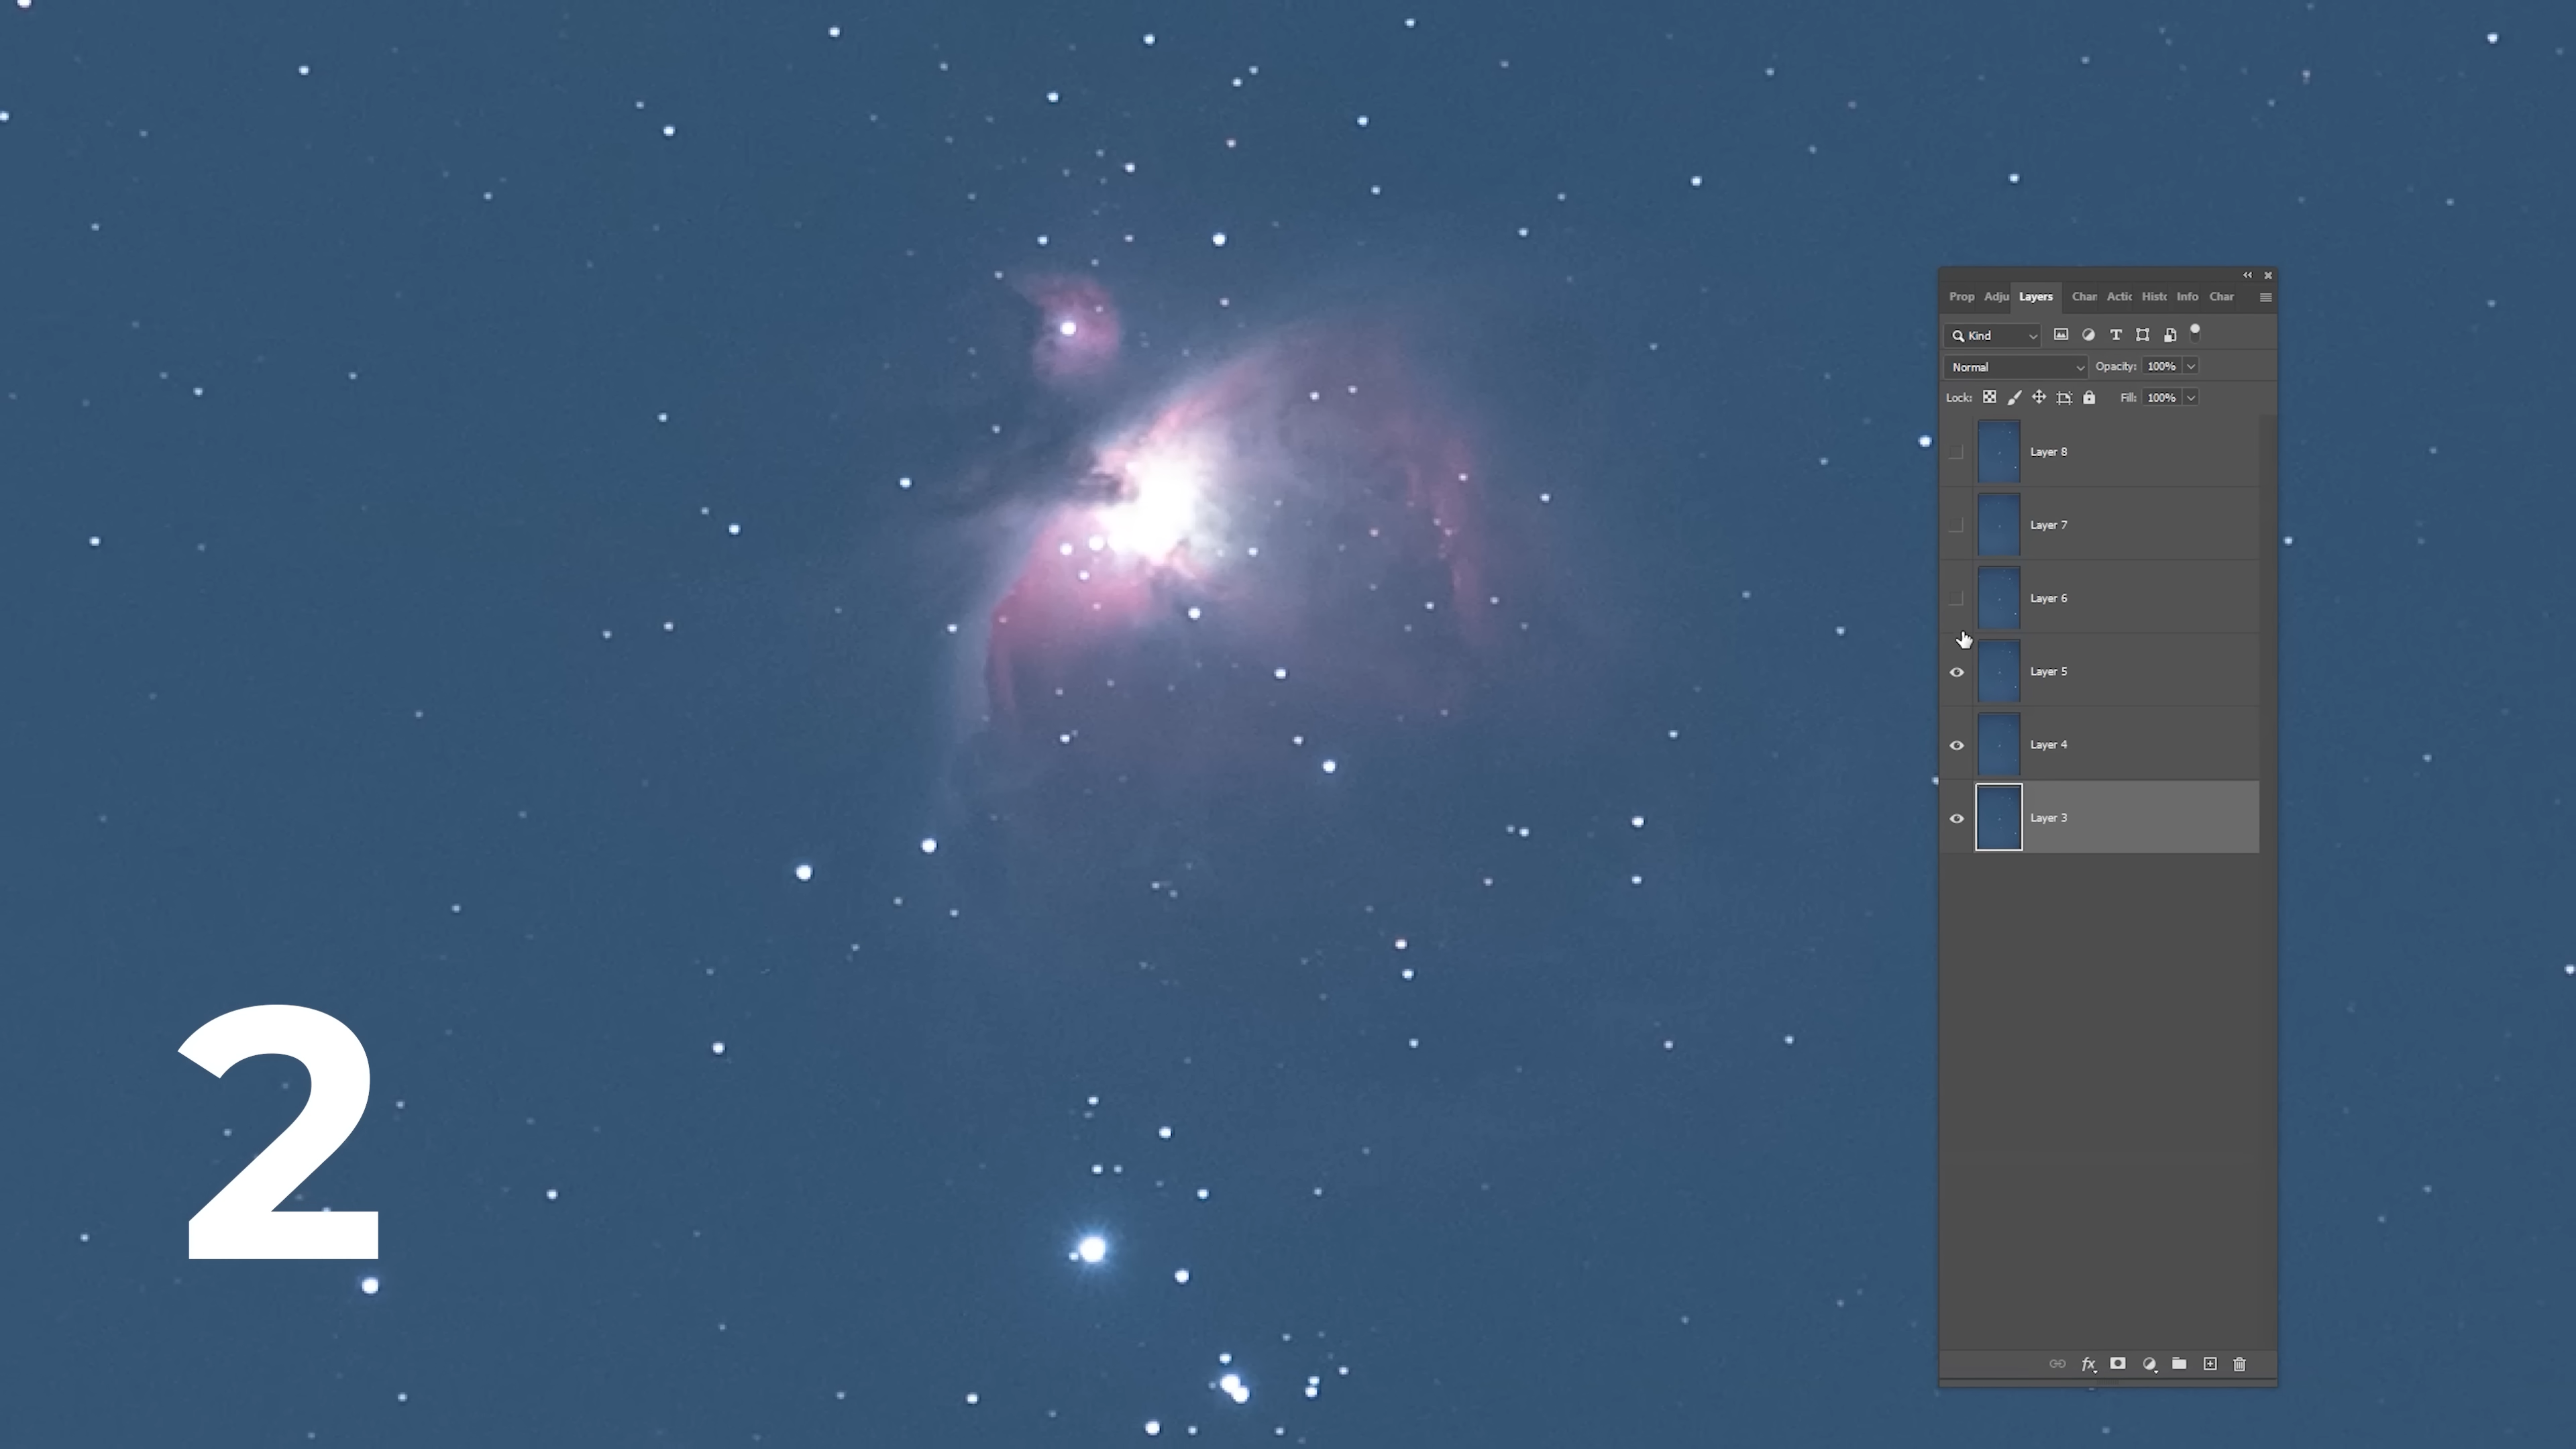 Prop Adju Layers Char Actic Histc Info Char
Kind
Normal Opacity: 100%
Lock: Fill: 100%
Layer 8
Layer 7
Layer 6
Layer 5
Layer 4
Layer 3
fx
2